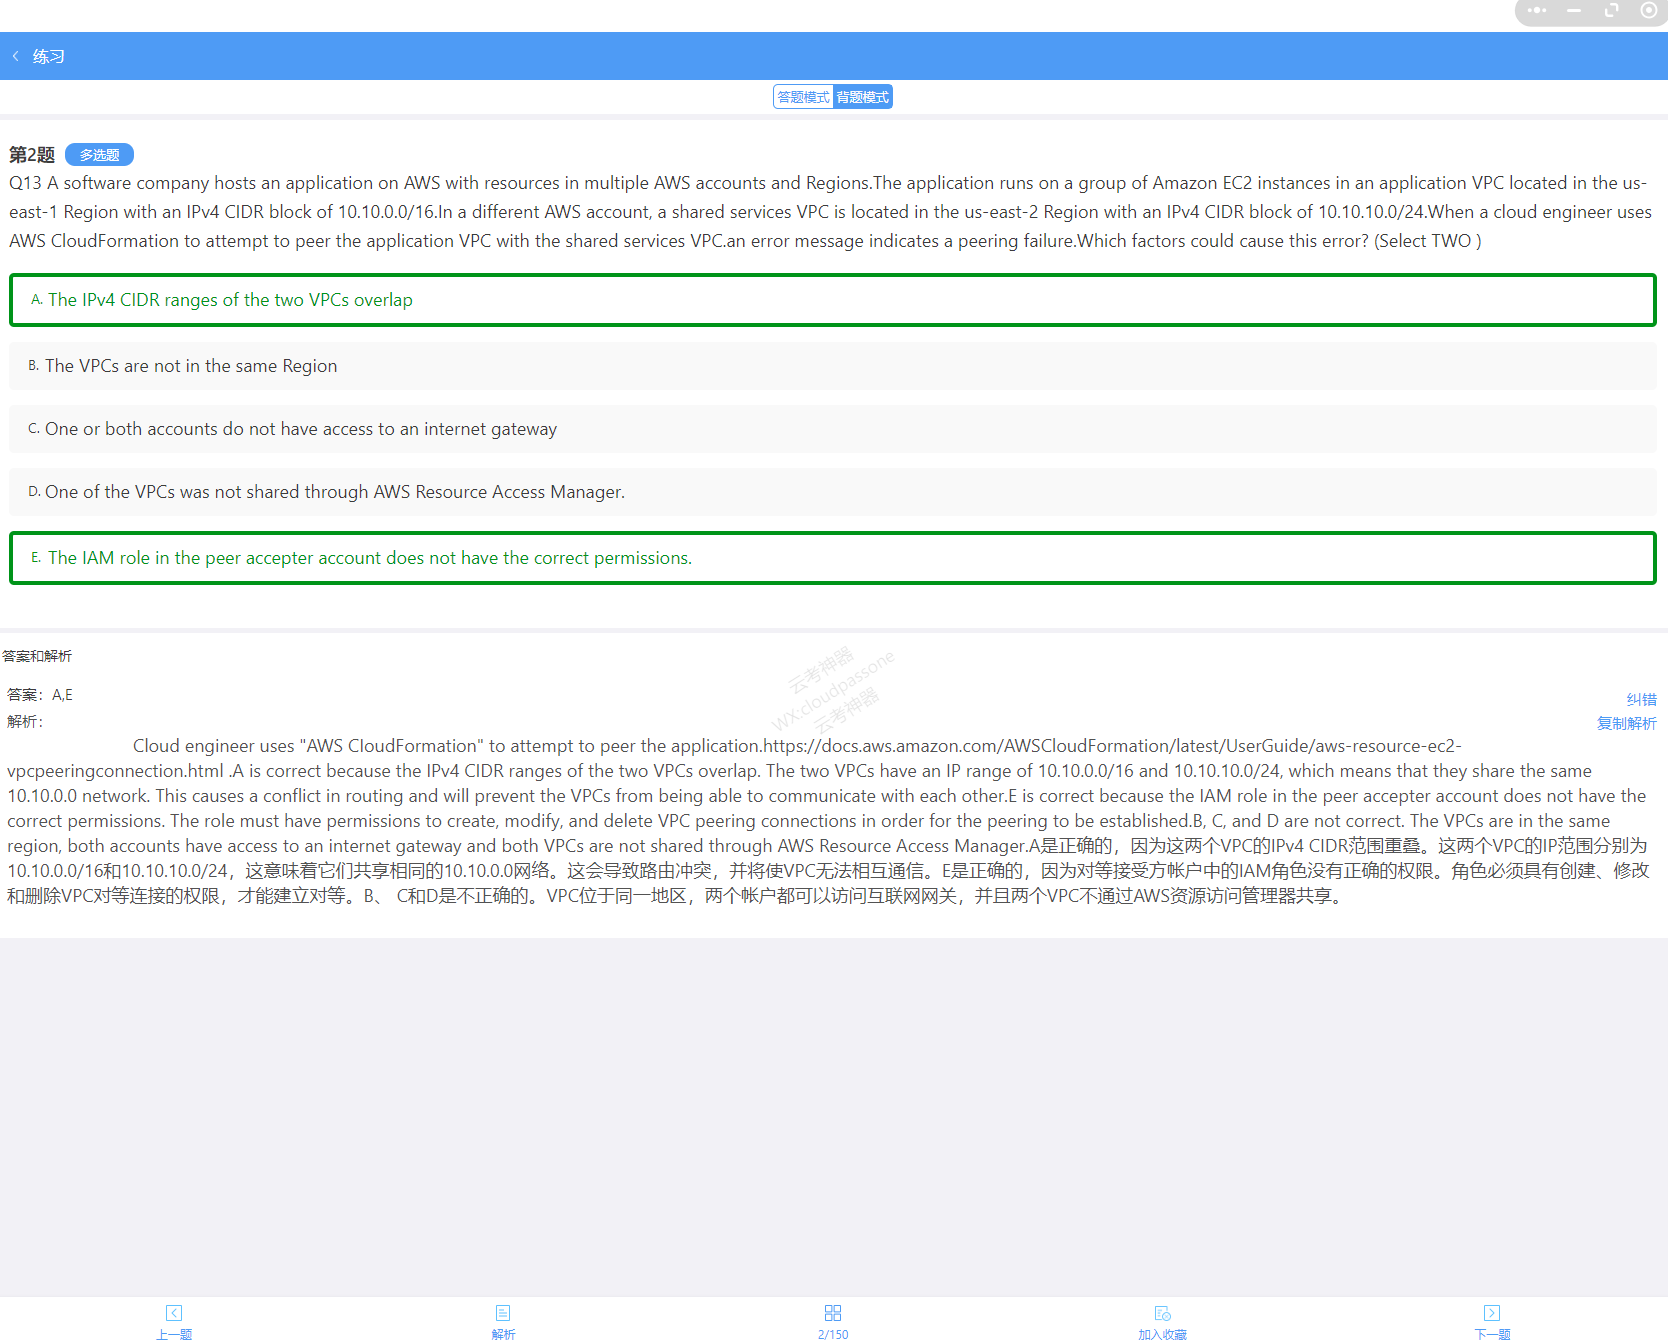 练习
答题模式 背题模式
第2题 多选题
Q13 A software company hosts an application on AWS with resources in multiple AWS accounts and Regions.The application runs on a group of Amazon EC2 instances in an application VPC located in the us-
east-1 Region with an IPv4 CIDR block of 10.10.0.0/16.In a different AWS account, a shared services VPC is located in the us-east-2 Region with an IPv4 CIDR block of 10.10.10.0/24.When a cloud engineer uses
AWS CloudFormation to attempt to peer the application VPC with the shared services VPC.an error message indicates a peering failure.Which factors could cause this error? (Select TWO )
A. The IPv4 CIDR ranges of the two VPCs overlap
B. The VPCs are not in the same Region
C. One or both accounts do not have access to an internet gateway
D. One of the VPCs was not shared through AWS Resource Access Manager.
E. The IAM role in the peer accepter account does not have the correct permissions.
答案和解析
云考神器
WX:cloudpassone
云考神器
答案：A,E
纠错
解析：
复制解析
Cloud engineer uses "AWS CloudFormation" to attempt to peer the application.https://docs.aws.amazon.com/AWSCloudFormation/latest/UserGuide/aws-resource-ec2-
vpcpeeringconnection.html .A is correct because the IPv4 CIDR ranges of the two VPCs overlap. The two VPCs have an IP range of 10.10.0.0/16 and 10.10.10.0/24, which means that they share the same
10.10.0.0 network. This causes a conflict in routing and will prevent the VPCs from being able to communicate with each other.E is correct because the IAM role in the peer accepter account does not have the
correct permissions. The role must have permissions to create, modify, and delete VPC peering connections in order for the peering to be established.B, C, and D are not correct. The VPCs are in the same
region, both accounts have access to an internet gateway and both VPCs are not shared through AWS Resource Access Manager.A是正确的，因为这两个VPC的IPv4 CIDR范围重叠。这两个VPC的IP范围分别为
10.10.0.0/16和10.10.10.0/24，这意味着它们共享相同的10.10.0.0网络。这会导致路由冲突，并将使VPC无法相互通信。E是正确的，因为对等接受方帐户中的IAM角色没有正确的权限。角色必须具有创建、修改
和删除VPC对等连接的权限，才能建立对等。B、 C和D是不正确的。VPC位于同一地区，两个帐户都可以访问互联网网关，并且两个VPC不通过AWS资源访问管理器共享。
上一题 解析 2/150 加入收藏 下一题